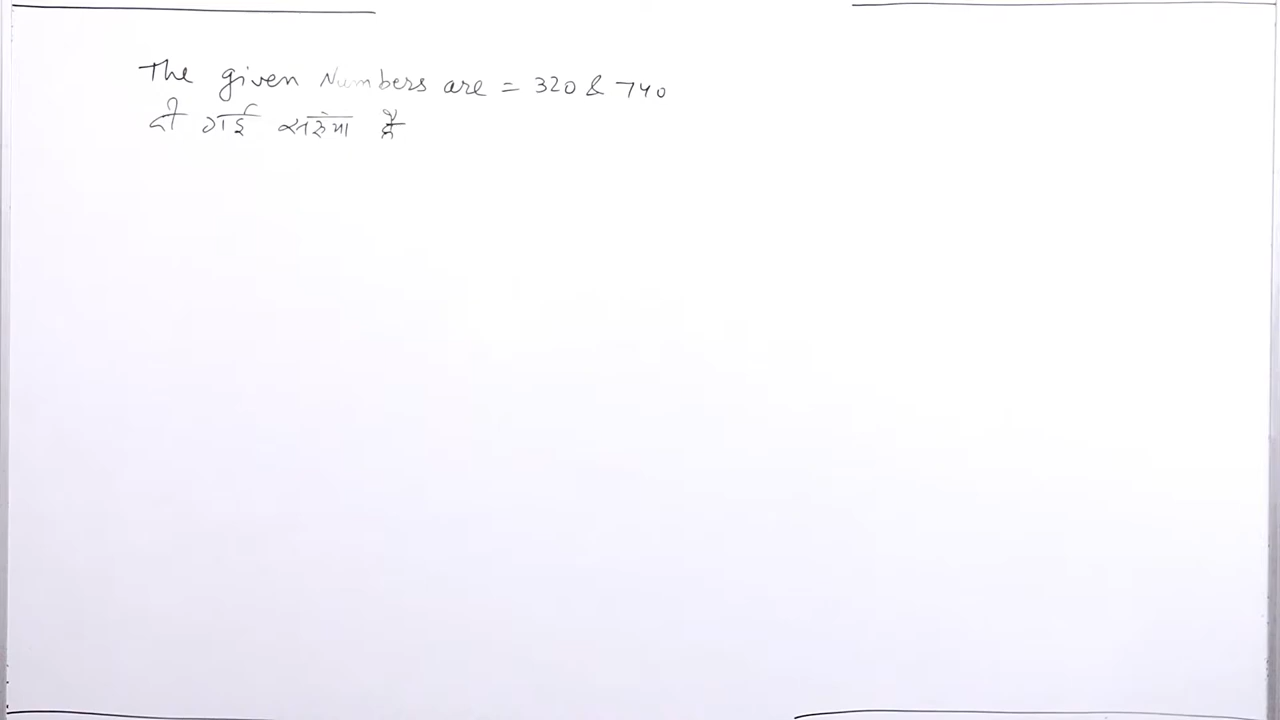 The given Numbers are = 320 & 740
दी गई संख्या है